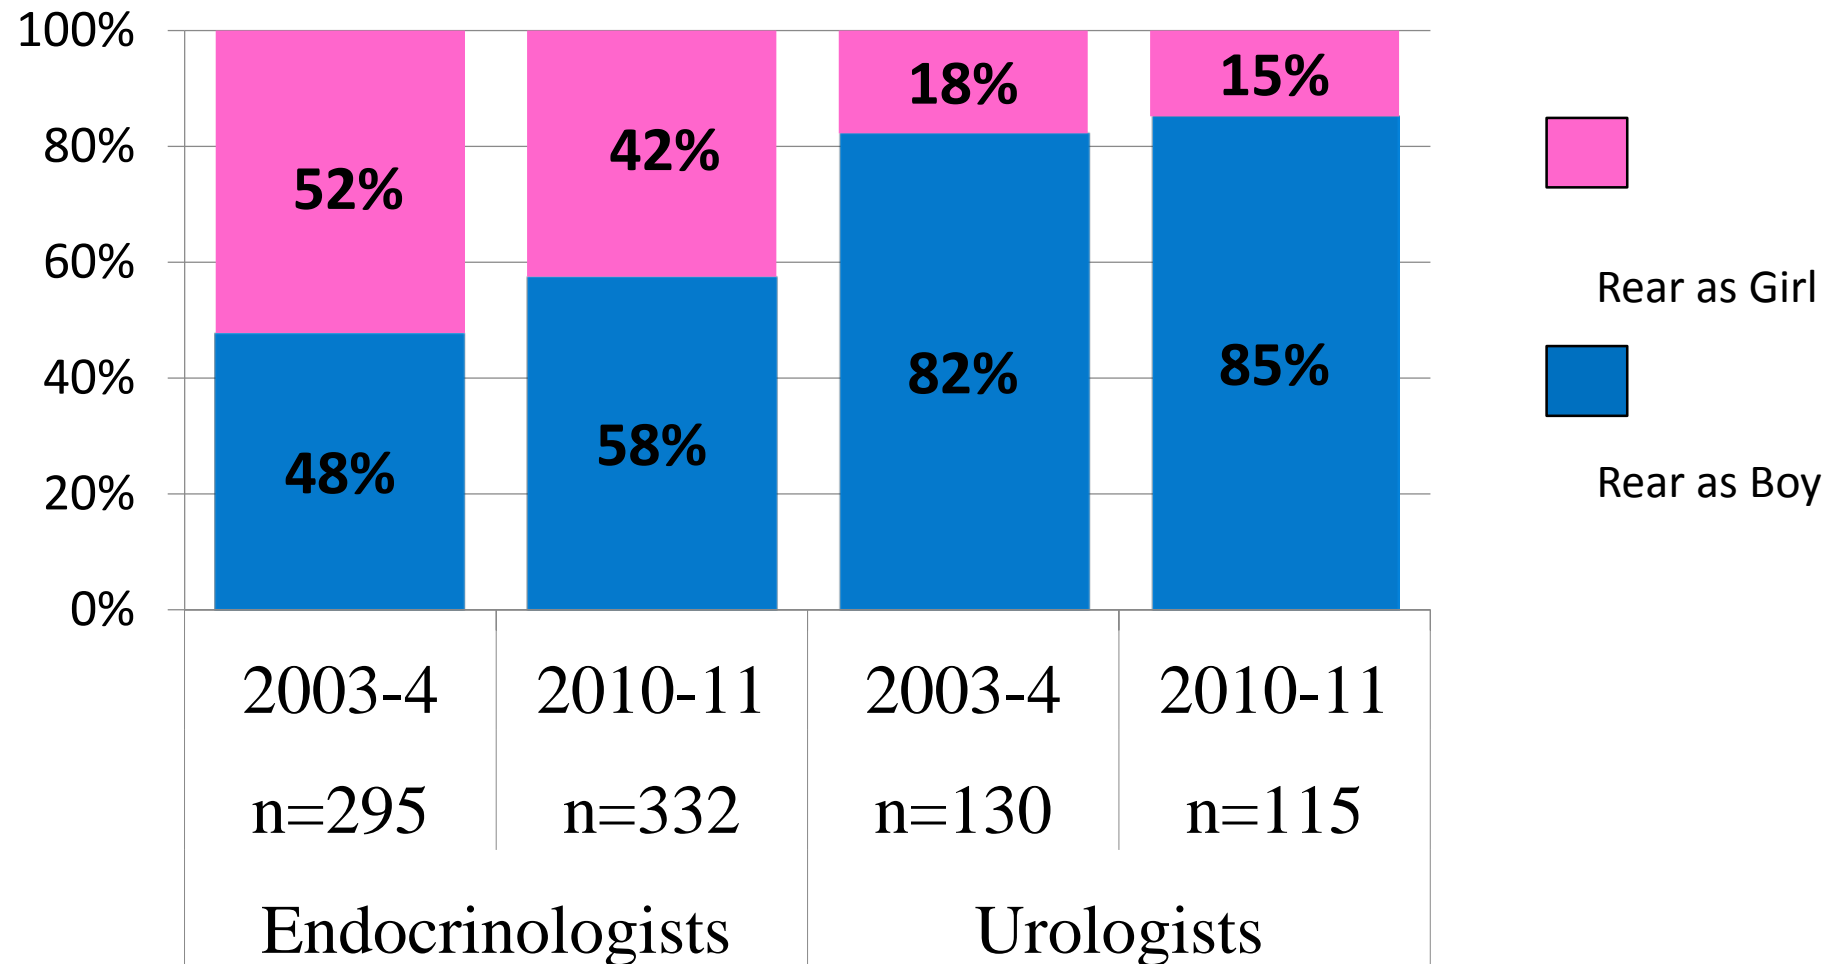 100%
80%
60%
40%
20%
0%
52%
48%
42%
58%
18%
82%
15%
85%
Rear as Girl
Rear as Boy
2003-4 2010-11 2003-4 2010-11
n=295 n=332 n=130 n=115
Endocrinologists Urologists